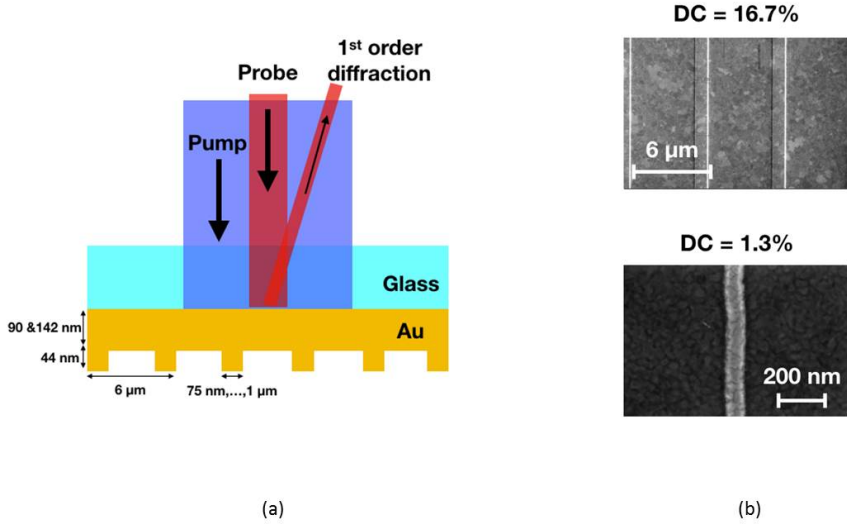 1st order
diffraction
Probe
Pump
Glass
90 &142 nm
Au
44 nm
6 µm
75 nm,...,1 µm
(a)
DC = 16.7%
6 µm
DC = 1.3%
200 nm
(b)